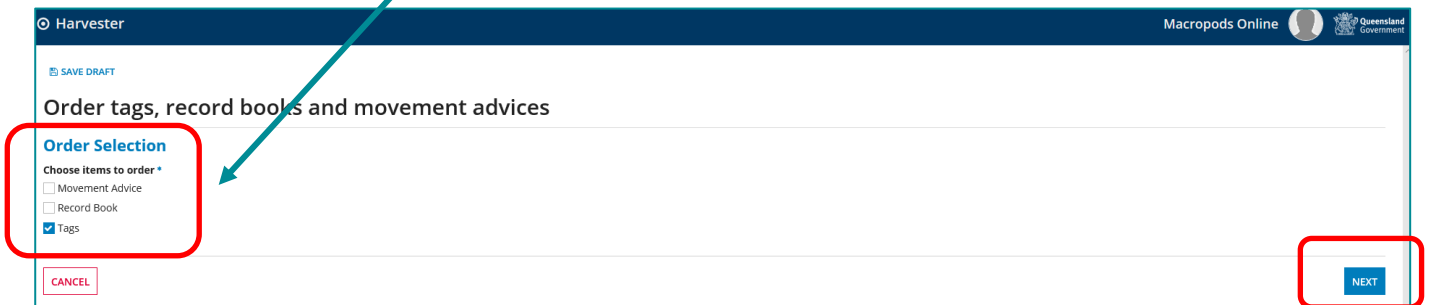 Harvester
Macropods Online
Queensland
Government
SAVE DRAFT
Order tags, record books and movement advices
Order Selection
Choose items to order *
Movement Advice
Record Book
Tags
CANCEL
NEXT